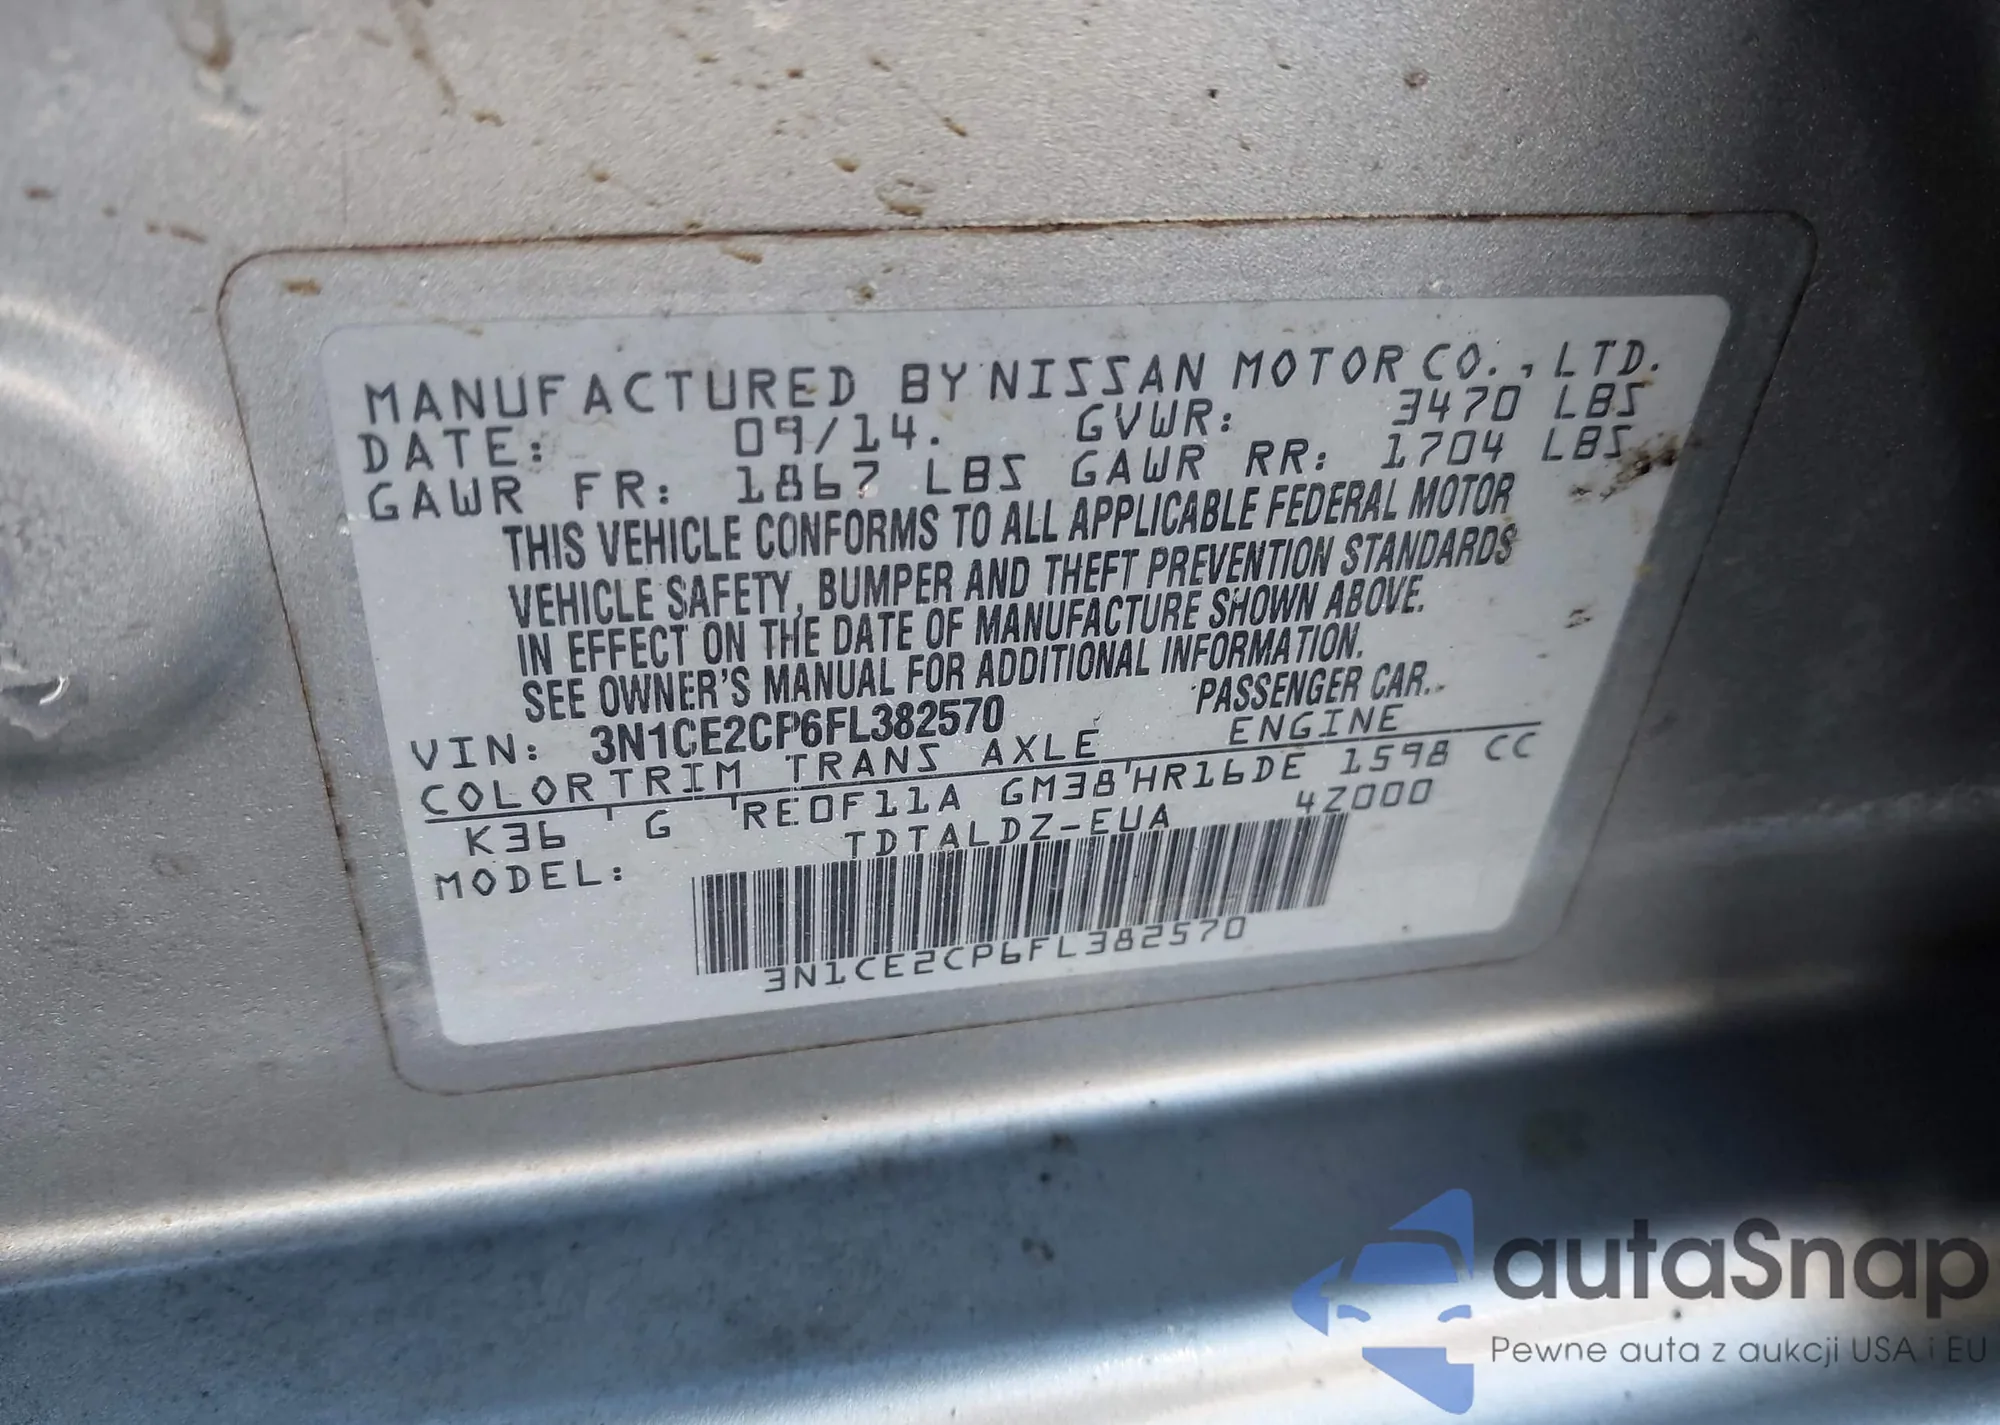 MANUFACTURED BY NISSAN MOTOR CO., LTD.
DATE: 09/14. GVWR: 3470 LBS
GAWR FR: 1867 LBS GAWR RR: 1704 LBS
THIS VEHICLE CONFORMS TO ALL APPLICABLE FEDERAL MOTOR
VEHICLE SAFETY, BUMPER AND THEFT PREVENTION STANDARDS
IN EFFECT ON THE DATE OF MANUFACTURE SHOWN ABOVE.
SEE OWNER'S MANUAL FOR ADDITIONAL INFORMATION.
VIN: 3N1CE2CP6FL382570 PASSENGER CAR.
COLOR TRIM TRANS AXLE ENGINE
K36 G RE0F11A GM38 HR16DE 1598 CC
MODEL: TDTALDZ-EUA 4Z000
3N1CE2CP6FL382570
autaSnap
Pewne auta z aukcji USA i EU